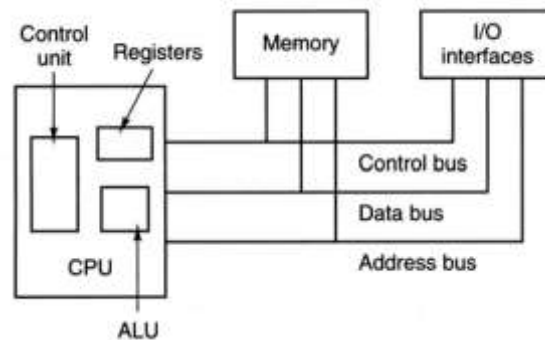 Control
unit
Registers
Memory
I/O
interfaces
Control bus
Data bus
Address bus
CPU
ALU